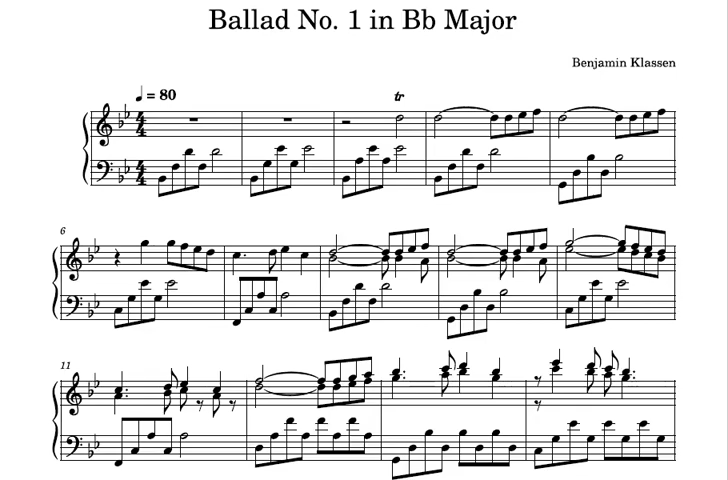 Ballad No. 1 in Bb Major
Benjamin Klassen
♩ = 80
tr
6
11